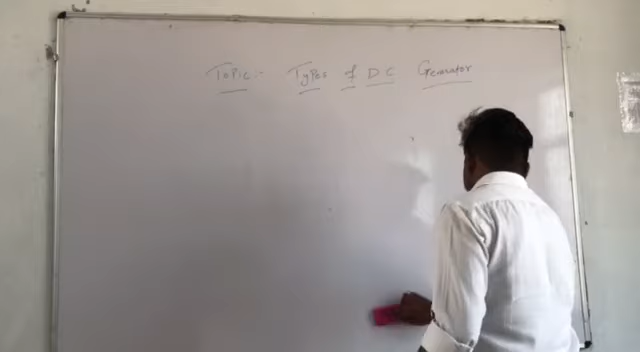 Topic:- Types of DC Generator